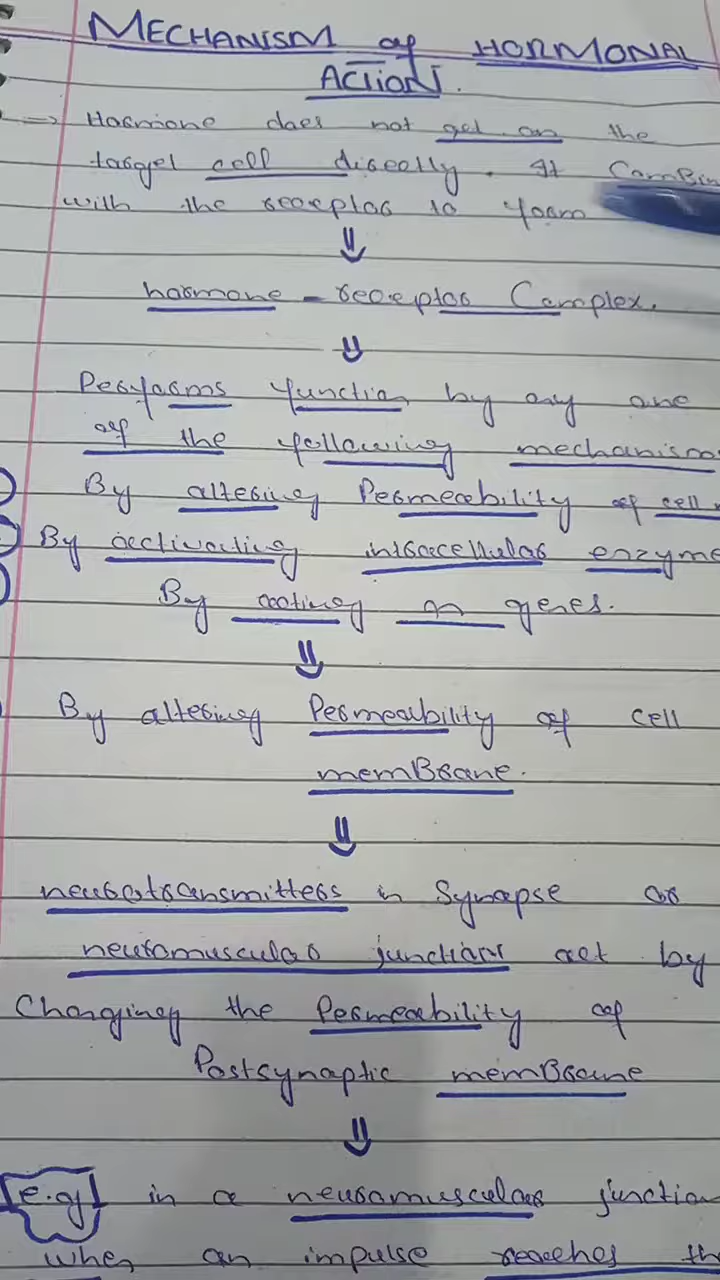 MECHANISM of HORMONAL
ACTION.
=> Hormone does not get on the
target cell directly. It Combin
with the receptor to form
⇓
hormone - receptor Complex.
⇓
Performs function by any one
of the following mechanism
By altering Permeability of cell
By activating intracellular enzyme
By acting on genes.
⇓
By altering Permeability of cell
memBrane.
⇓
neurotransmitters in Synapse or
neuromuscular junction act by
Changing the Permeability of
Postsynaptic memBrane
⇓
[e.g] in a neuromuscular junction
when an impulse reaches th